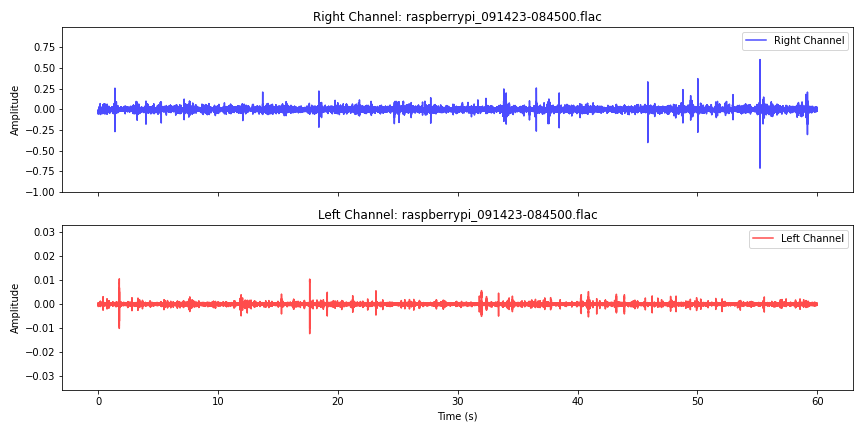 Right Channel: raspberrypi_091423-084500.flac
Right Channel
Amplitude
0.75
0.50
0.25
0.00
−0.25
−0.50
−0.75
−1.00
Left Channel: raspberrypi_091423-084500.flac
Left Channel
Amplitude
0.03
0.02
0.01
0.00
−0.01
−0.02
−0.03
0 10 20 30 40 50 60
Time (s)